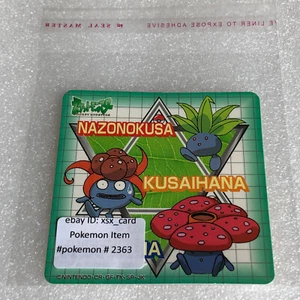 E LINER TO EXPOSE ADHESIVE
SEAL MASTER
NAZONOKUSA
KUSAIHANA
A
ebay ID: xsx_card
Pokemon Item
#pokemon # 2363